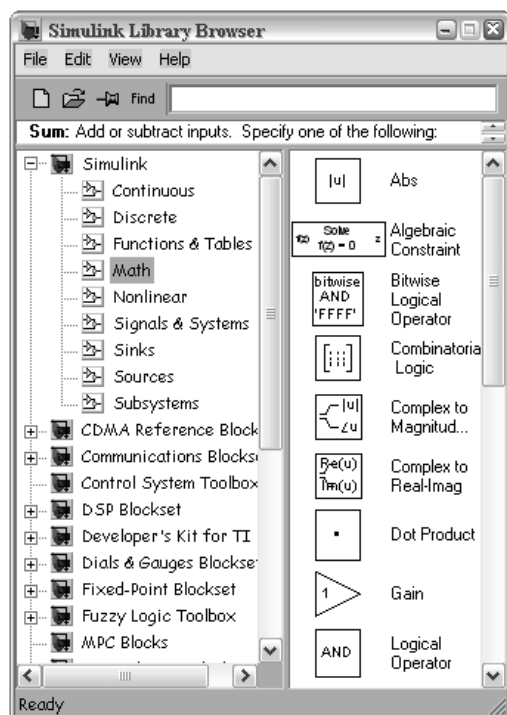 Simulink Library Browser
File Edit View Help
Find
Sum: Add or subtract inputs. Specify one of the following:
Simulink
Continuous
Discrete
Functions & Tables
Math
Nonlinear
Signals & Systems
Sinks
Sources
Subsystems
CDMA Reference Block
Communications Blocks
Control System Toolbox
DSP Blockset
Developer's Kit for TI
Dials & Gauges Blockse
Fixed-Point Blockset
Fuzzy Logic Toolbox
MPC Blocks
|u|
Abs
f(z) Solve f(z) = 0 z
Algebraic
Constraint
bitwise
AND
'FFFF'
Bitwise
Logical
Operator
Combinatoria
Logic
|u|
∠u
Complex to
Magnitud...
Re(u)
Im(u)
Complex to
Real-Imag
Dot Product
1
Gain
AND
Logical
Operator
Ready